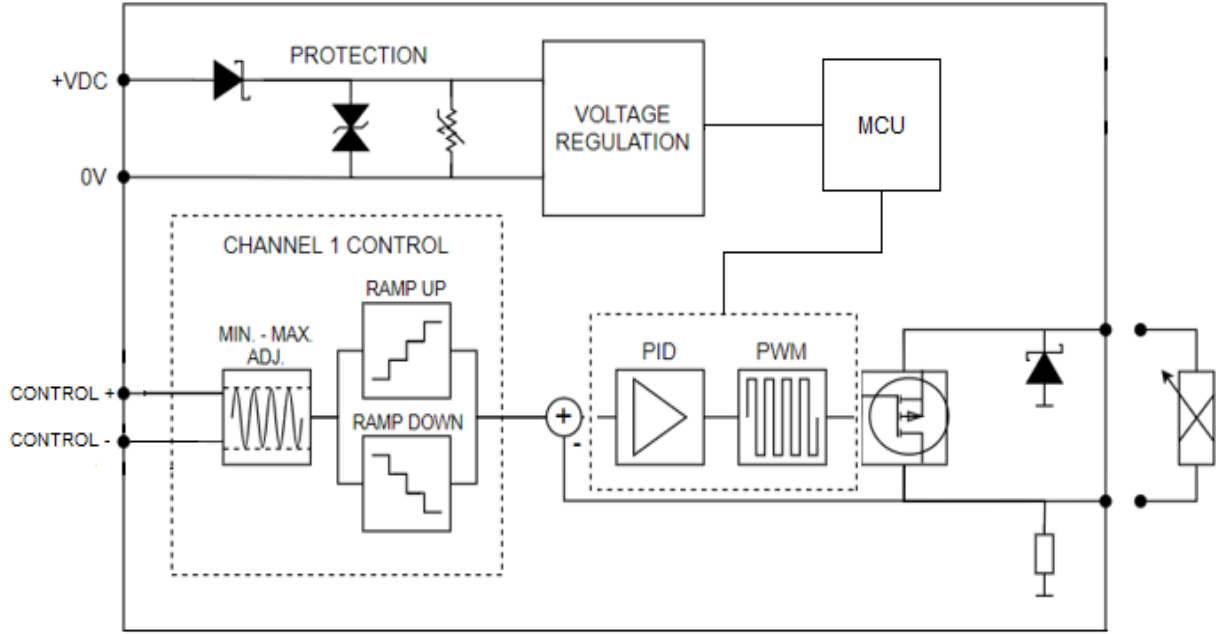 PROTECTION
+VDC
0V
VOLTAGE
REGULATION
MCU
CHANNEL 1 CONTROL
RAMP UP
MIN. - MAX.
ADJ.
PID
PWM
CONTROL +
RAMP DOWN
CONTROL -
+
-